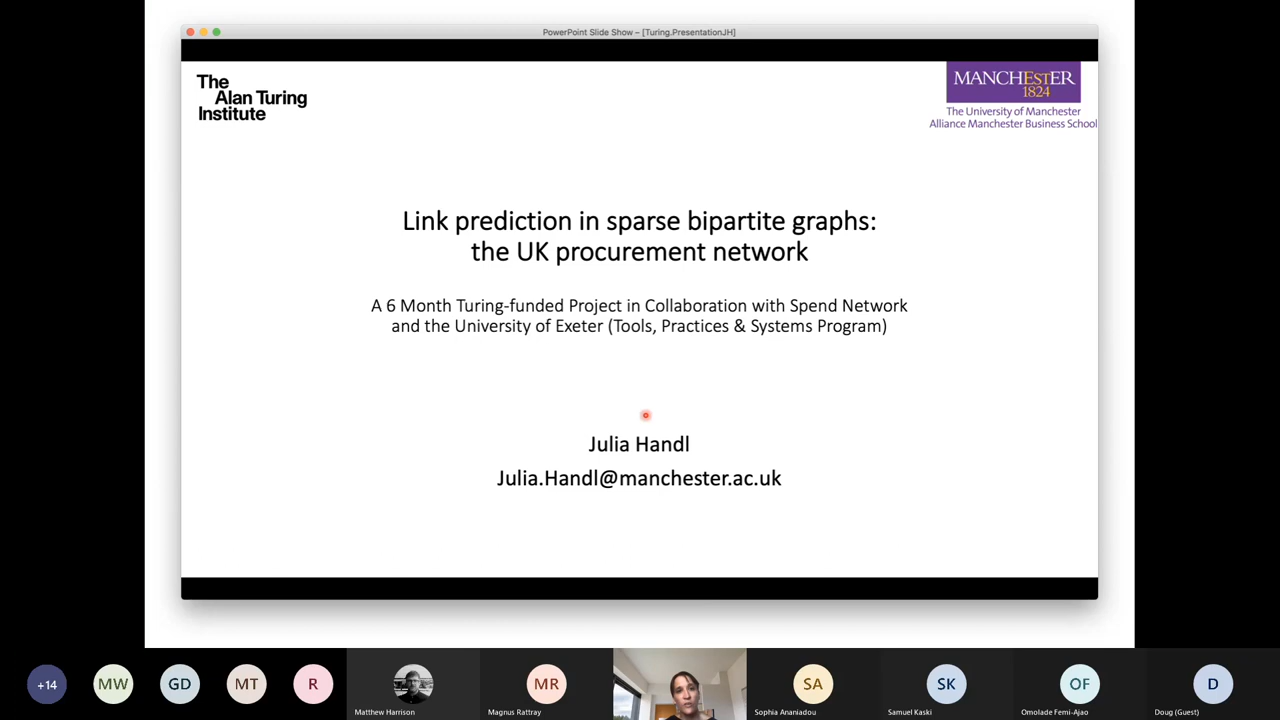 PowerPoint Slide Show – [Turing.PresentationJH]
The
Alan Turing
Institute
MANCHESTER
1824
The University of Manchester
Alliance Manchester Business School
Link prediction in sparse bipartite graphs:
the UK procurement network
A 6 Month Turing-funded Project in Collaboration with Spend Network
and the University of Exeter (Tools, Practices & Systems Program)
Julia Handl
Julia.Handl@manchester.ac.uk
+14
MW
GD
MT
R
MR
SA
SK
OF
D
Matthew Harrison
Magnus Rattray
Sophia Ananiadou
Samuel Kaski
Omolade Femi-Ajao
Doug (Guest)